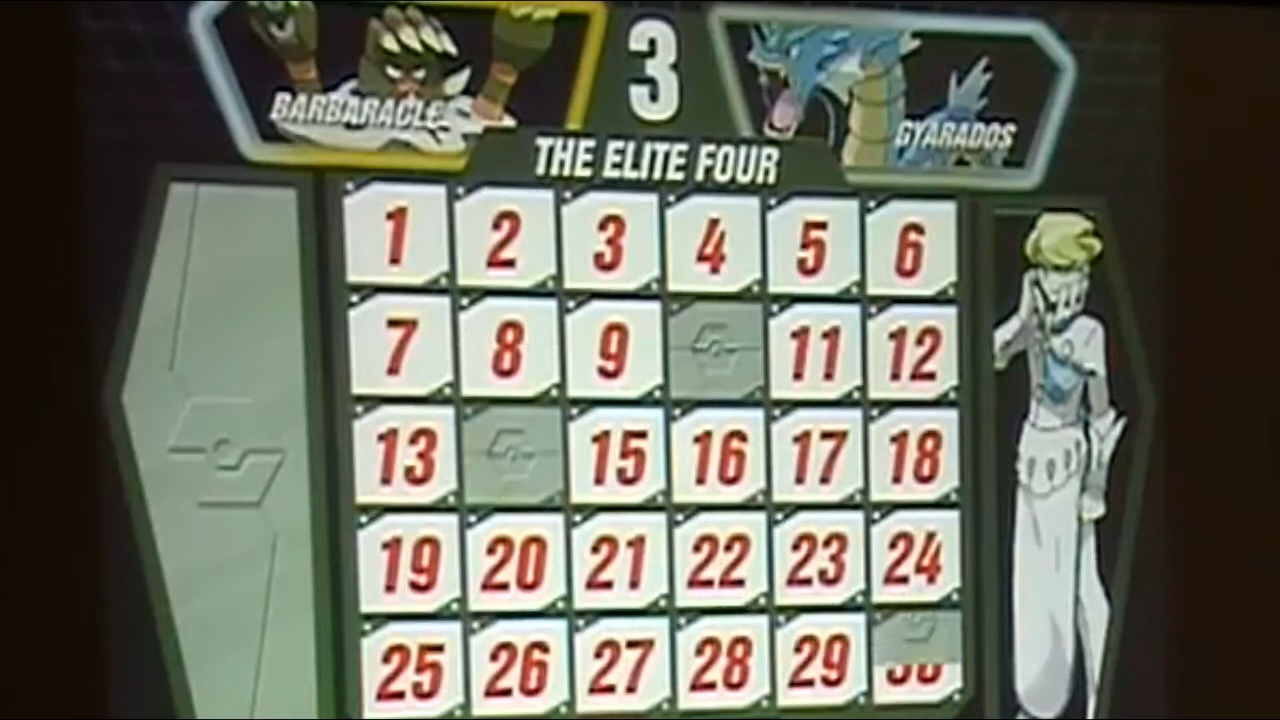 BARBARACLE 3 GYARADOS
THE ELITE FOUR
1 2 3 4 5 6
7 8 9 11 12
13 15 16 17 18
19 20 21 22 23 24
25 26 27 28 29